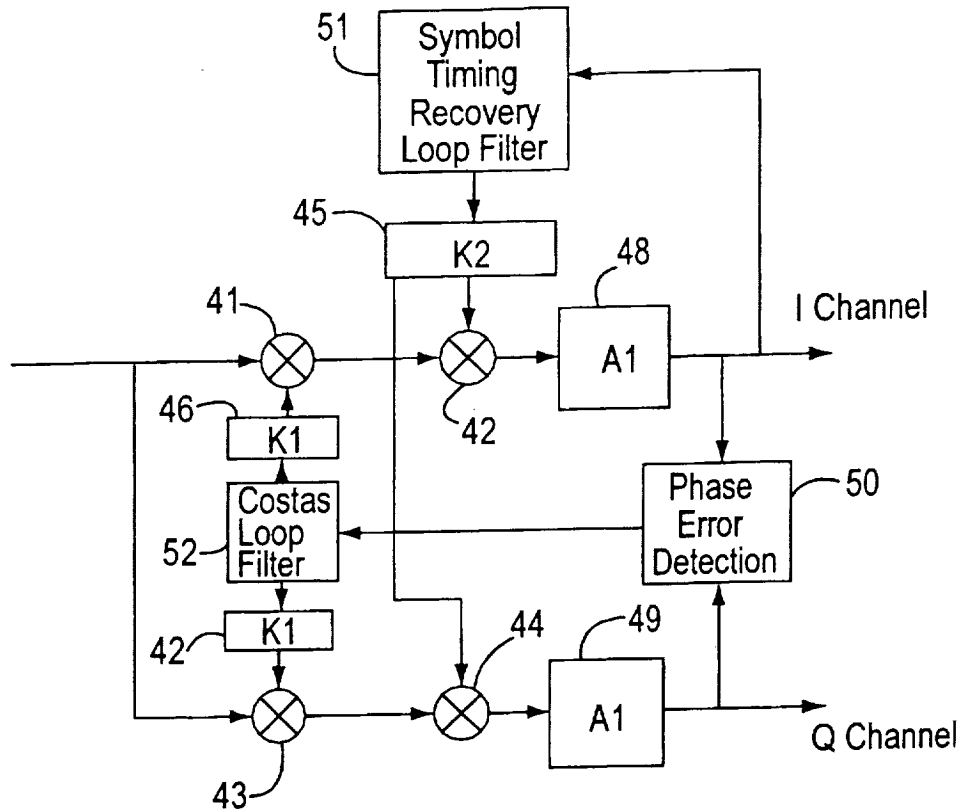 51
Symbol
Timing
Recovery
Loop Filter
45
K2
48
41
I Channel
A1
42
46
K1
Phase
Error
Detection
50
Costas
Loop
Filter
52
44
49
42
K1
A1
Q Channel
43